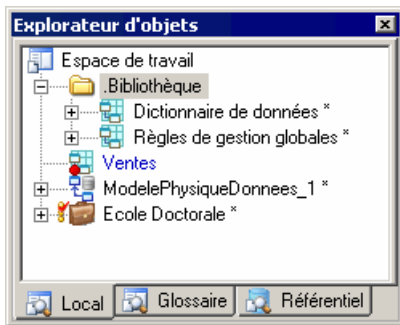 Explorateur d'objets
Espace de travail
.Bibliothèque
Dictionnaire de données *
Règles de gestion globales *
Ventes
ModelePhysiqueDonnees_1 *
Ecole Doctorale *
Local Glossaire Référentiel